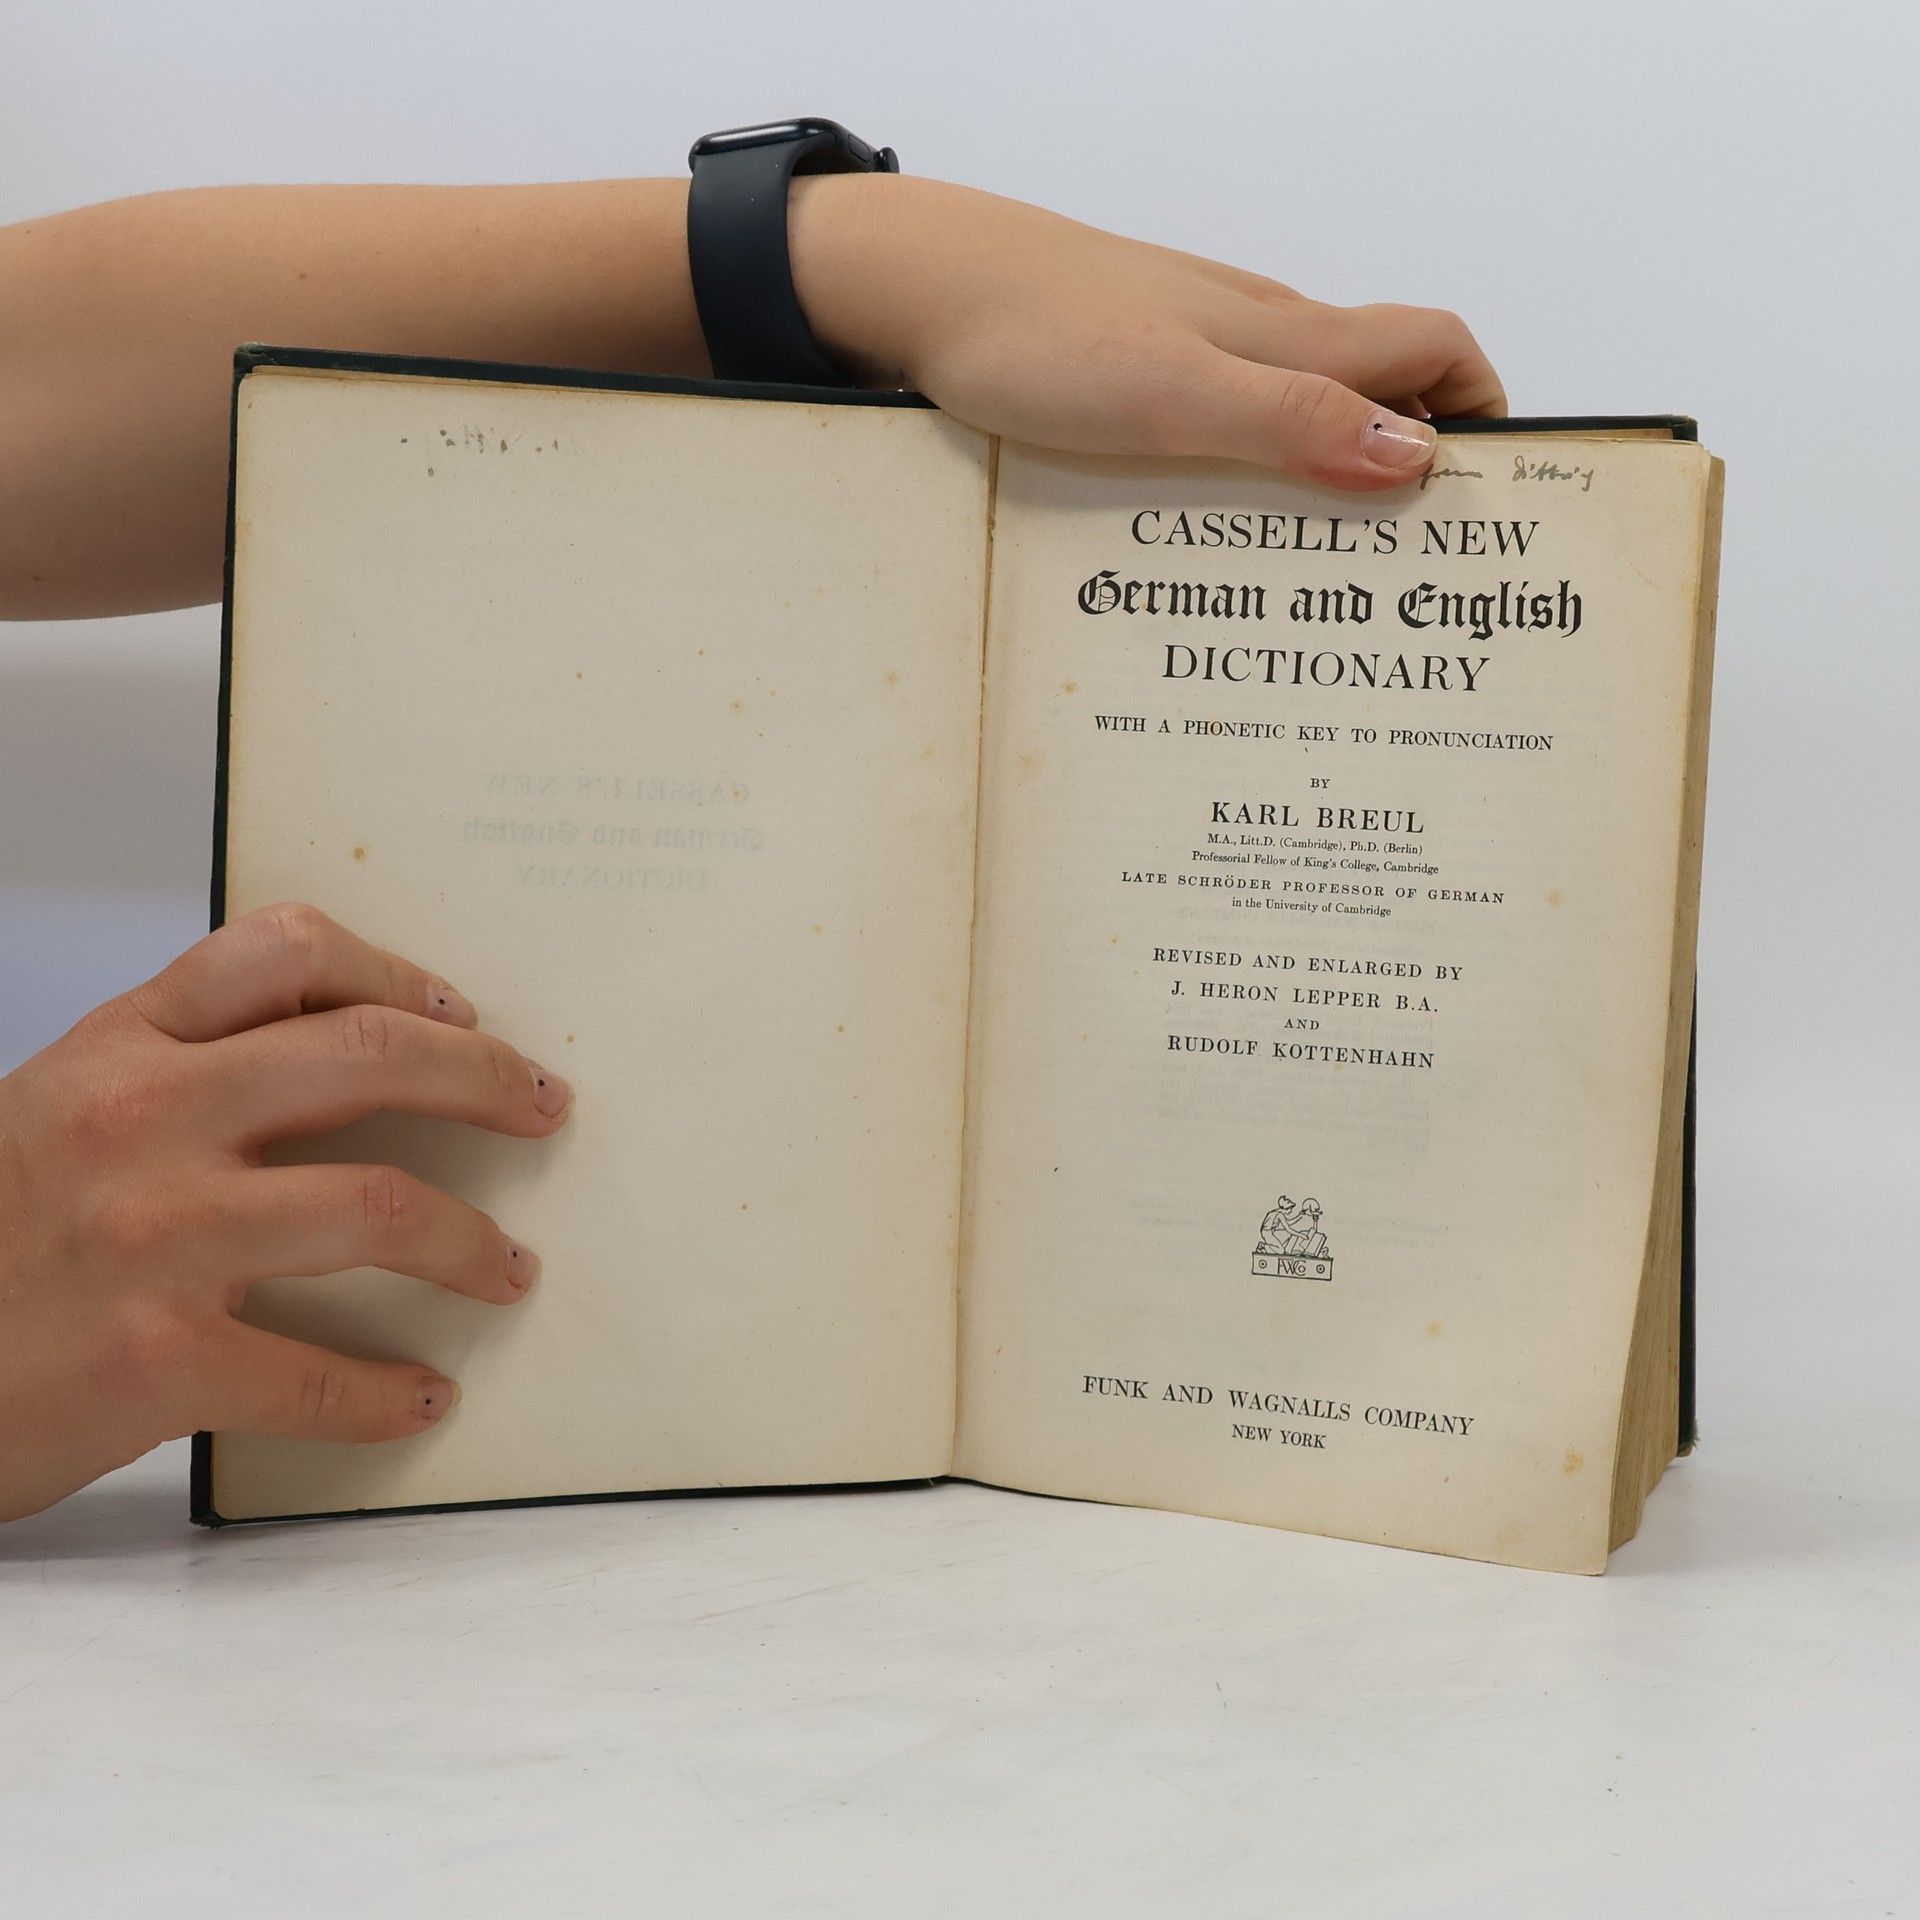 CASSELL'S NEW
German and English
DICTIONARY
WITH A PHONETIC KEY TO PRONUNCIATION
BY
KARL BREUL
M.A., Litt.D. (Cambridge), Ph.D. (Berlin)
Professorial Fellow of King's College, Cambridge
LATE SCHRÖDER PROFESSOR OF GERMAN
in the University of Cambridge
REVISED AND ENLARGED BY
J. HERON LEPPER B.A.
AND
RUDOLF KOTTENHAHN
FUNK AND WAGNALLS COMPANY
NEW YORK